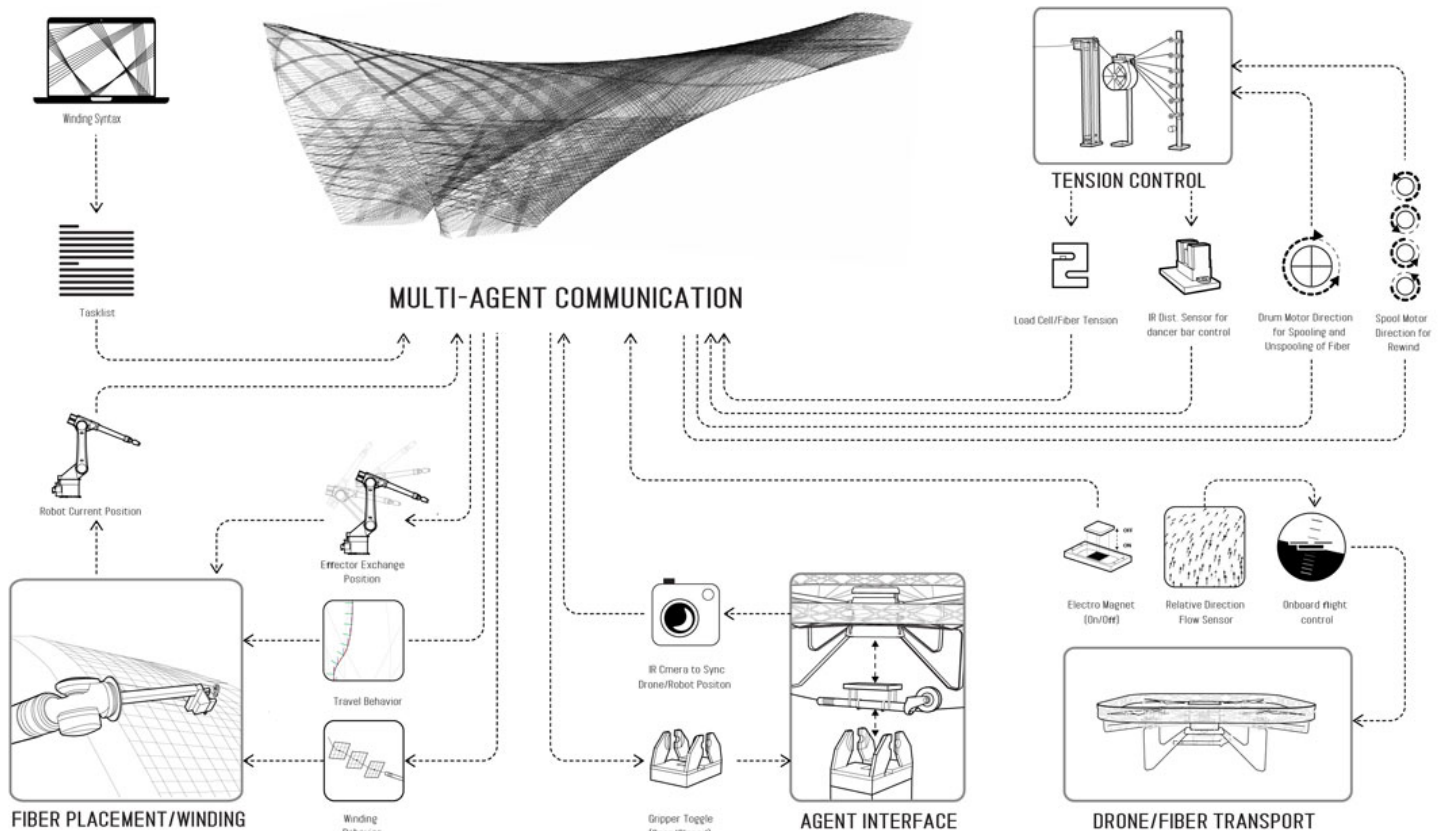 Winding Syntax
TENSION CONTROL
Tasklist
MULTI-AGENT COMMUNICATION
Load Cell/Fiber Tension
IR Dist. Sensor for
dancer bar control
Drum Motor Direction
for Spooling and
Unspooling of Fiber
Spool Motor
Direction for
Rewind
Robot Current Position
Effector Exchange
Position
OFF
ON
Electro Magnet
(On/Off)
Relative Direction
Flow Sensor
Onboard flight
control
IR Cmera to Sync
Drone/Robot Positon
Travel Behavior
Winding
Gripper Toggle
FIBER PLACEMENT/WINDING
AGENT INTERFACE
DRONE/FIBER TRANSPORT